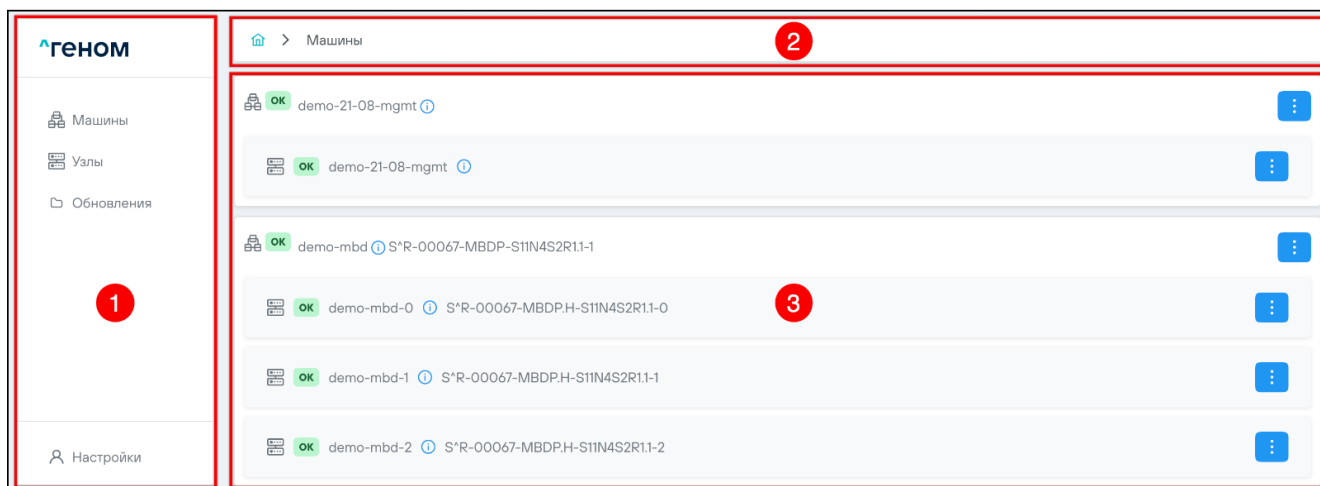 ^геном
Машины
Узлы
Обновления
1
Настройки
> Машины
2
OK demo-21-08-mgmt
OK demo-21-08-mgmt
OK demo-mbd S^R-00067-MBDP-S11N4S2R1.1-1
OK demo-mbd-0 S^R-00067-MBDP.H-S11N4S2R1.1-0
3
OK demo-mbd-1 S^R-00067-MBDP.H-S11N4S2R1.1-1
OK demo-mbd-2 S^R-00067-MBDP.H-S11N4S2R1.1-2